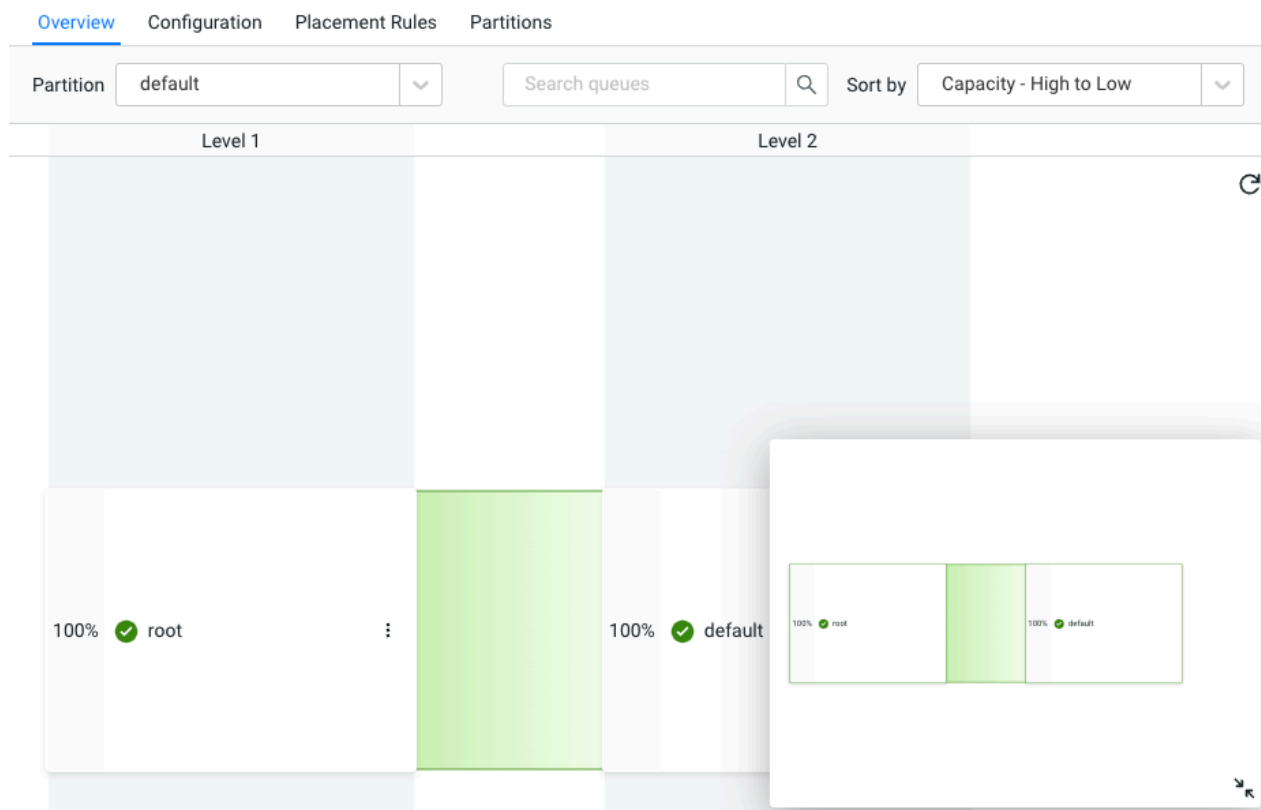 Overview Configuration Placement Rules Partitions
Partition default Search queues Sort by Capacity - High to Low
Level 1 Level 2
100% root 100% default
100% root 100% default